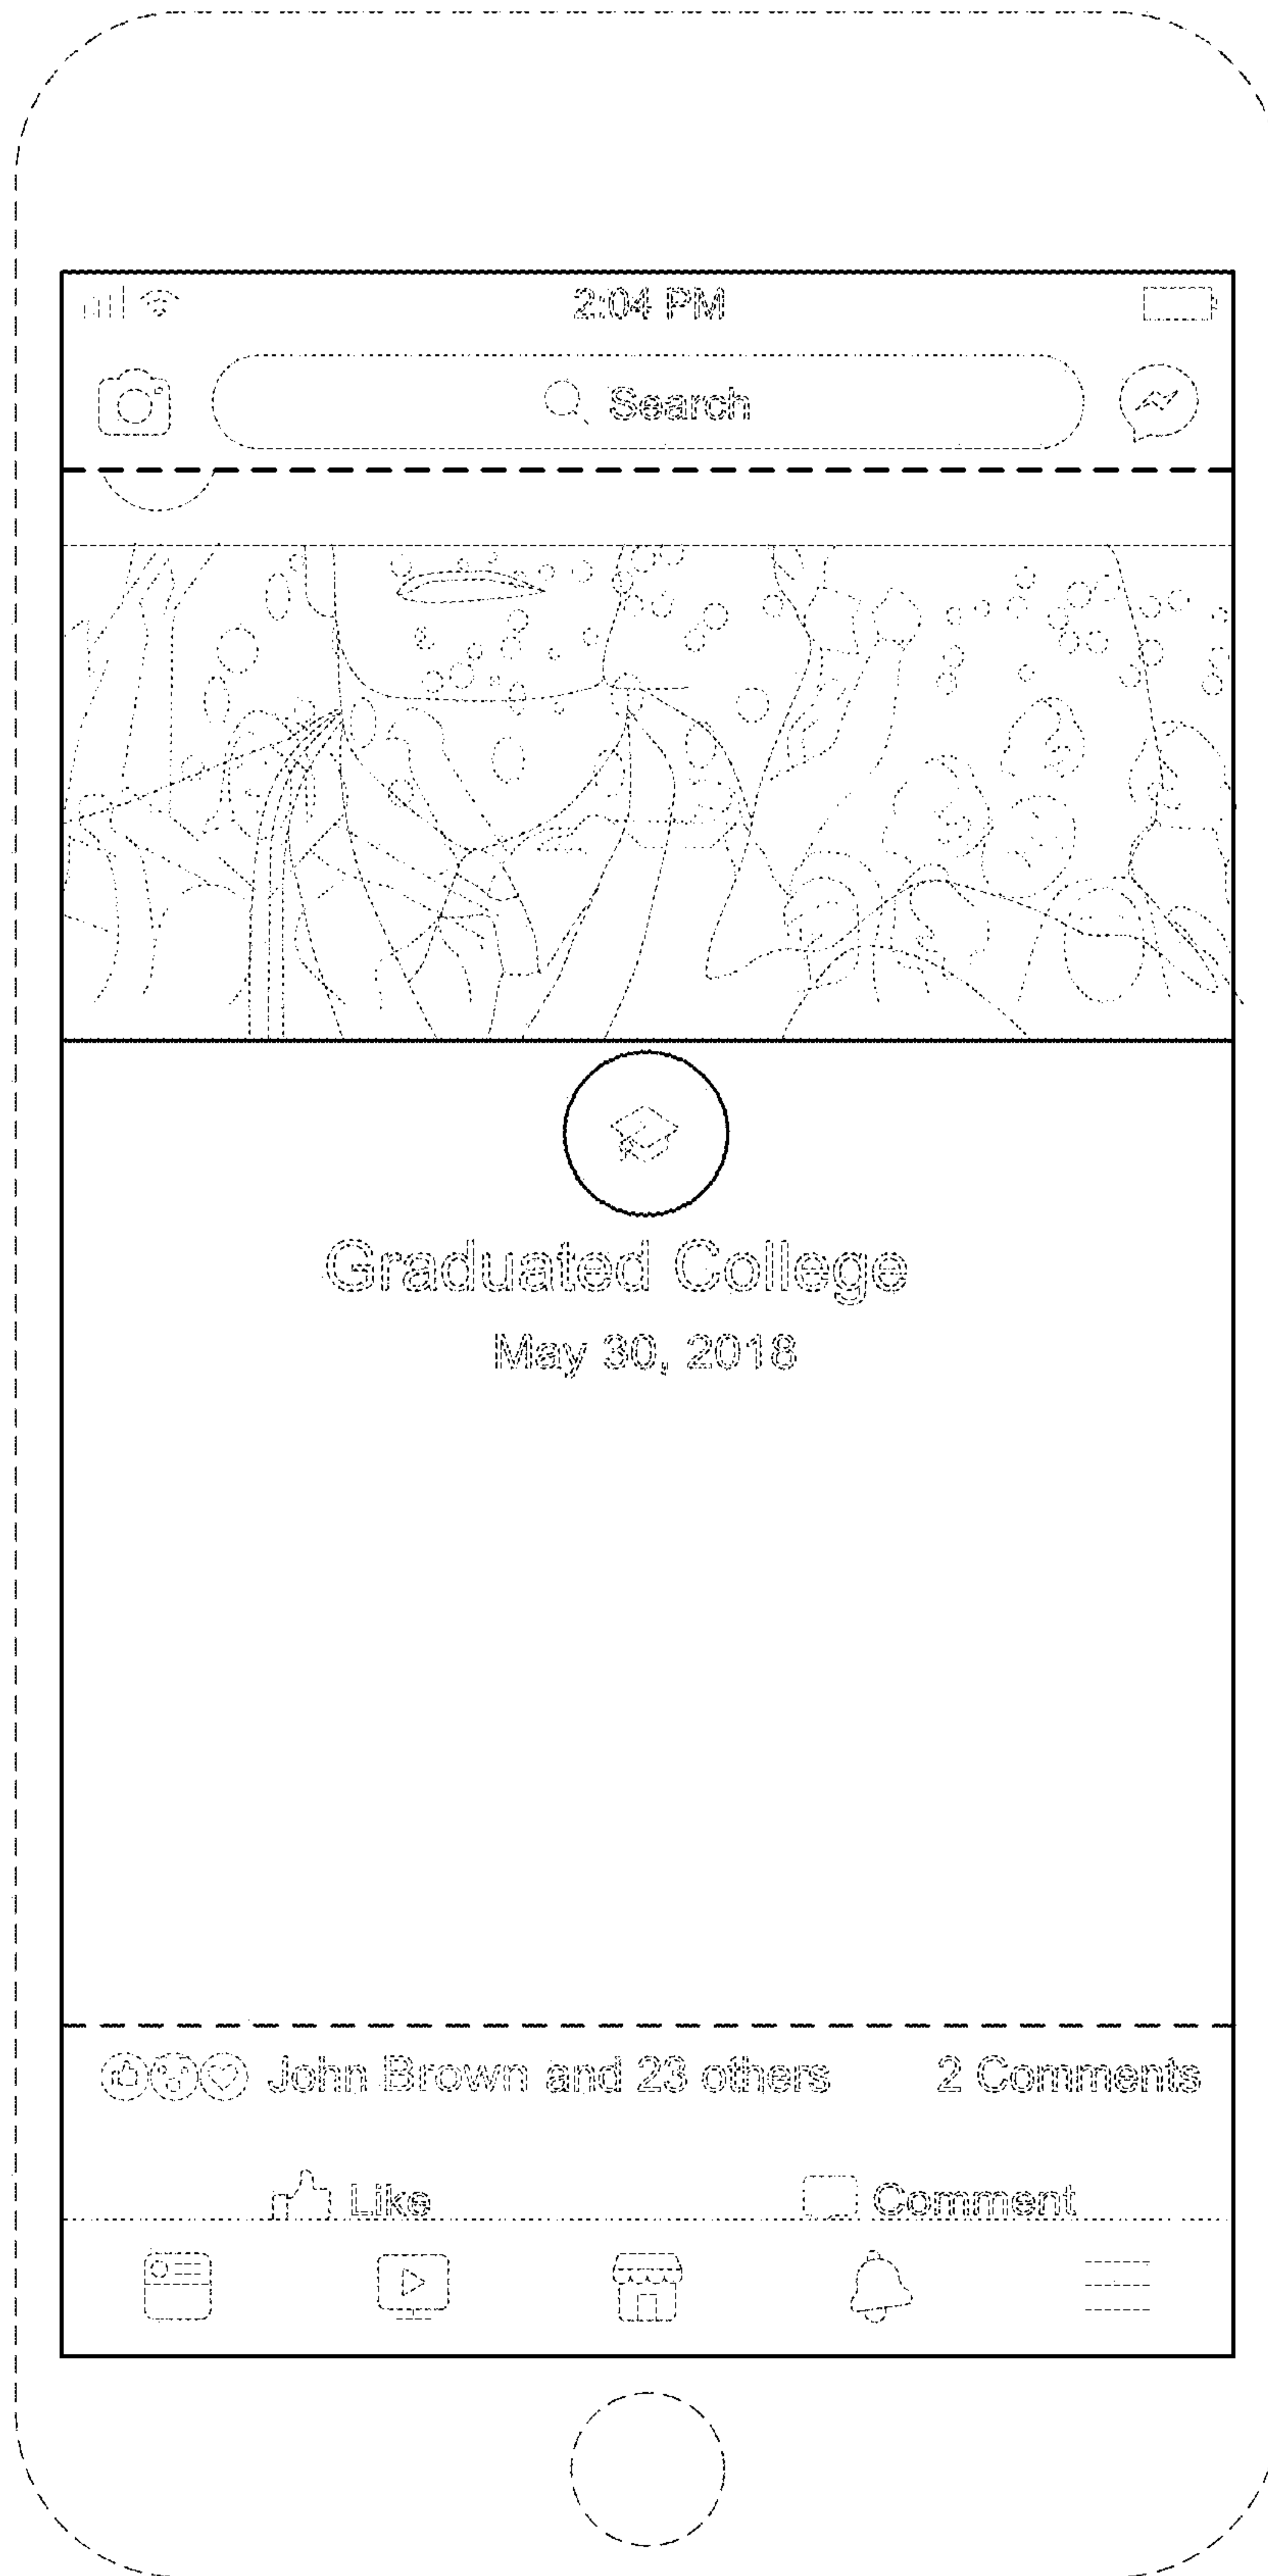 2:04 PM
Search
Graduated College
May 30, 2018
John Brown and 23 others 2 Comments
Like Comment